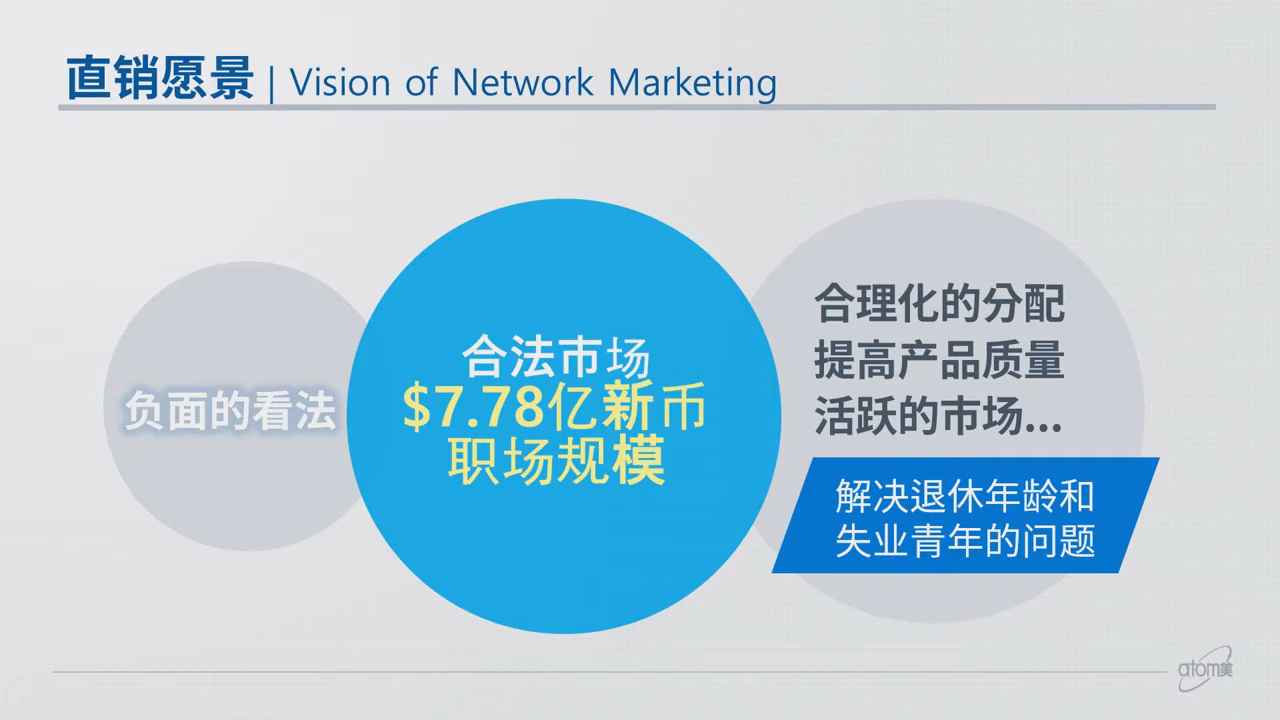 直销愿景 | Vision of Network Marketing
负面的看法
合法市场
$7.78亿新币
职场规模
合理化的分配
提高产品质量
活跃的市场...
解决退休年龄和
失业青年的问题
atom美